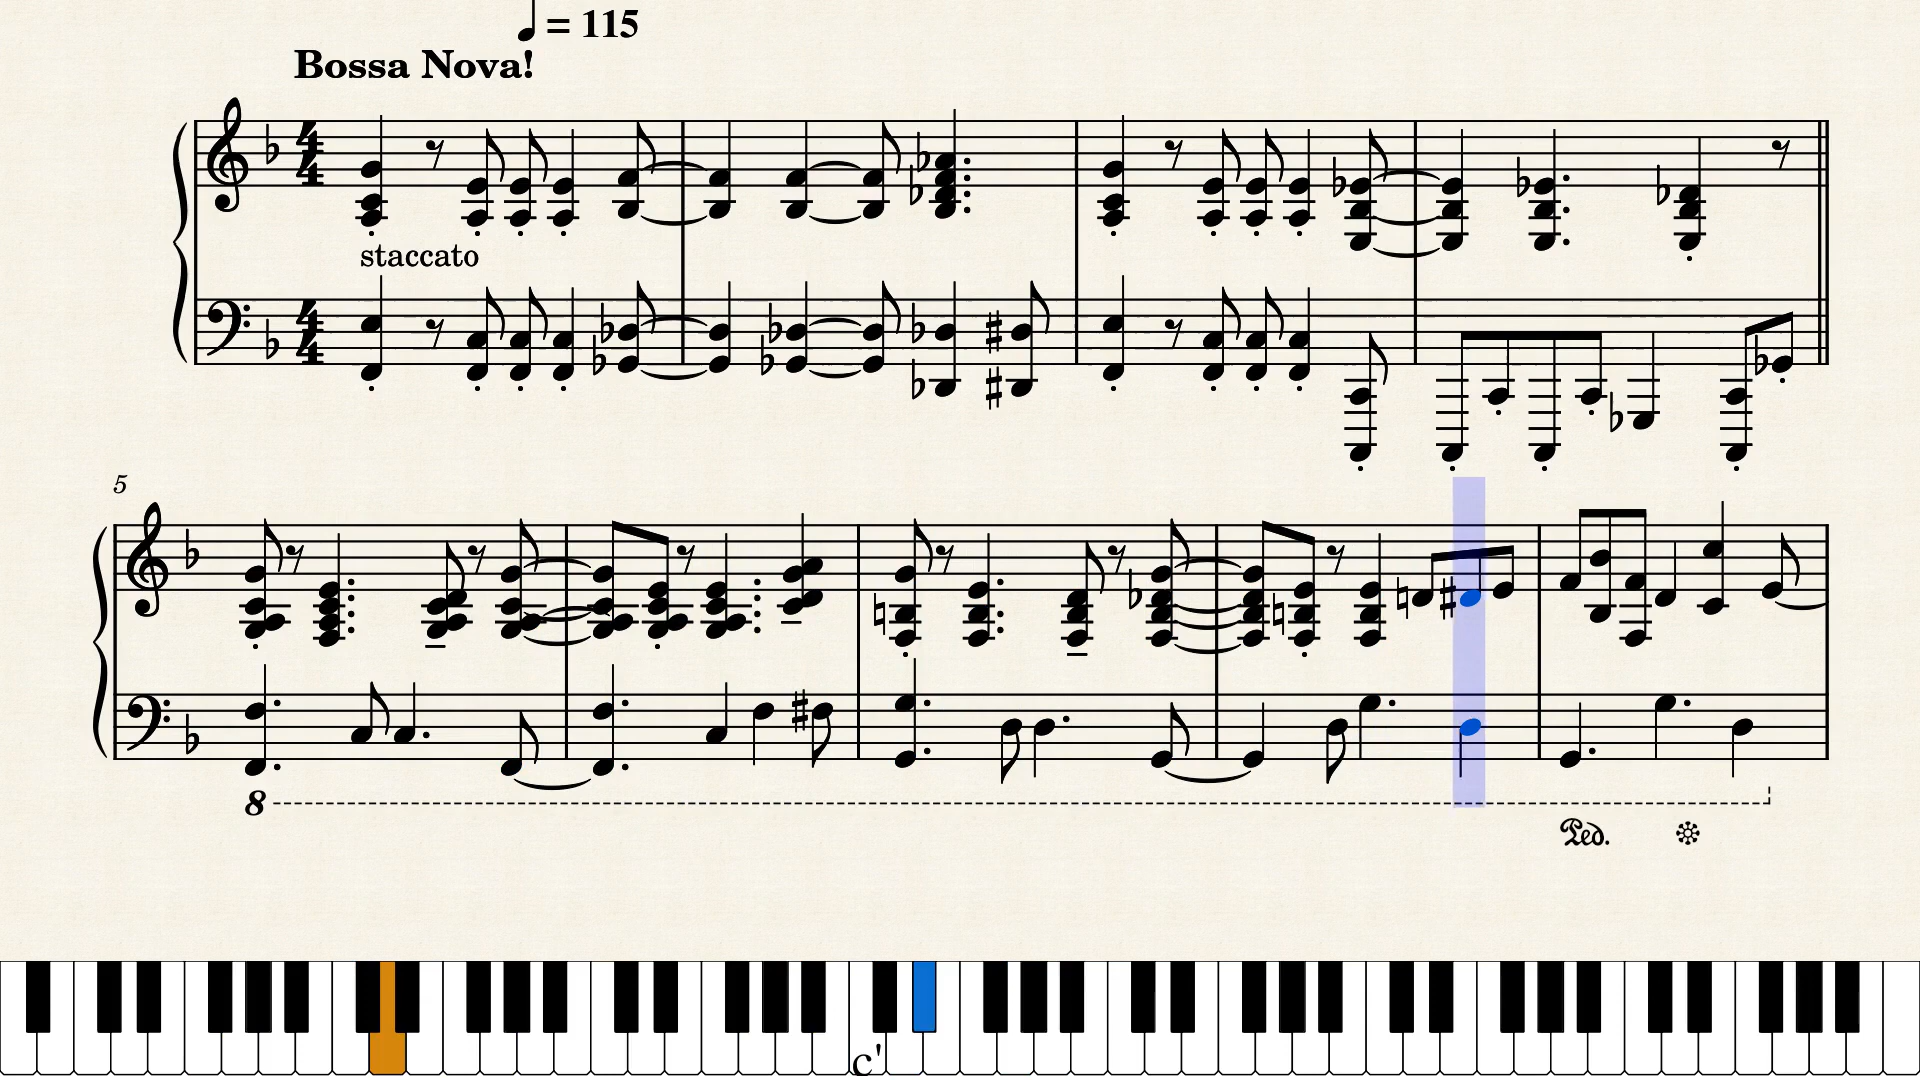 ♩ = 115
Bossa Nova!
staccato
5
8
Ped.
c'